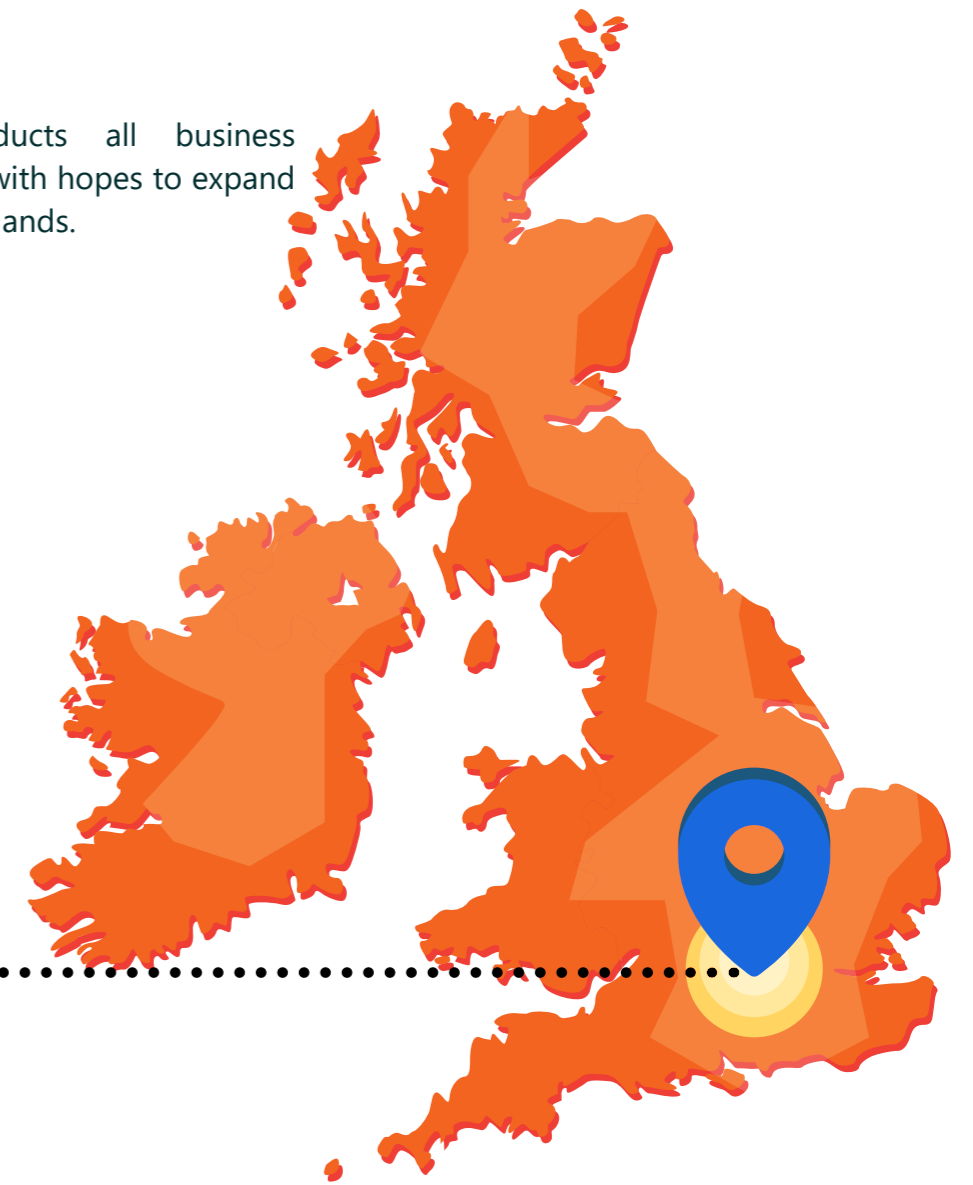 ducts all business
with hopes to expand
ands.